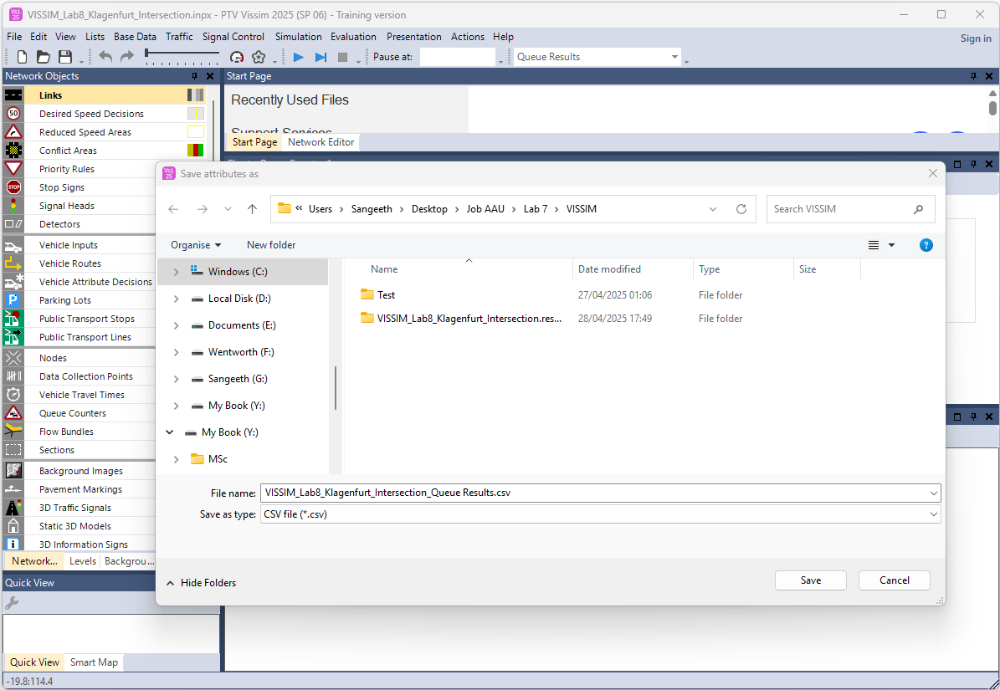 VISSIM_Lab8_Klagenfurt_Intersection.inpx - PTV Vissim 2025 (SP 06) - Training version
File Edit View Lists Base Data Traffic Signal Control Simulation Evaluation Presentation Actions Help
Sign in
Pause at:
Queue Results
Network Objects
Links
Desired Speed Decisions
Reduced Speed Areas
Conflict Areas
Priority Rules
Stop Signs
Signal Heads
Detectors
Vehicle Inputs
Vehicle Routes
Vehicle Attribute Decisions
Parking Lots
Public Transport Stops
Public Transport Lines
Nodes
Data Collection Points
Vehicle Travel Times
Queue Counters
Flow Bundles
Sections
Background Images
Pavement Markings
3D Traffic Signals
Static 3D Models
3D Information Signs
Network... Levels Backgrou...
Quick View
Quick View Smart Map
-19.8:114.4
Start Page
Recently Used Files
Support Services
Start Page Network Editor
Save attributes as
« Users › Sangeeth › Desktop › Job AAU › Lab 7 › VISSIM
Search VISSIM
Organise New folder
Windows (C:)
Local Disk (D:)
Documents (E:)
Wentworth (F:)
Sangeeth (G:)
My Book (Y:)
My Book (Y:)
MSc
Name Date modified Type Size
Test 27/04/2025 01:06 File folder
VISSIM_Lab8_Klagenfurt_Intersection.res... 28/04/2025 17:49 File folder
File name: VISSIM_Lab8_Klagenfurt_Intersection_Queue Results.csv
Save as type: CSV file (*.csv)
Hide Folders
Save Cancel